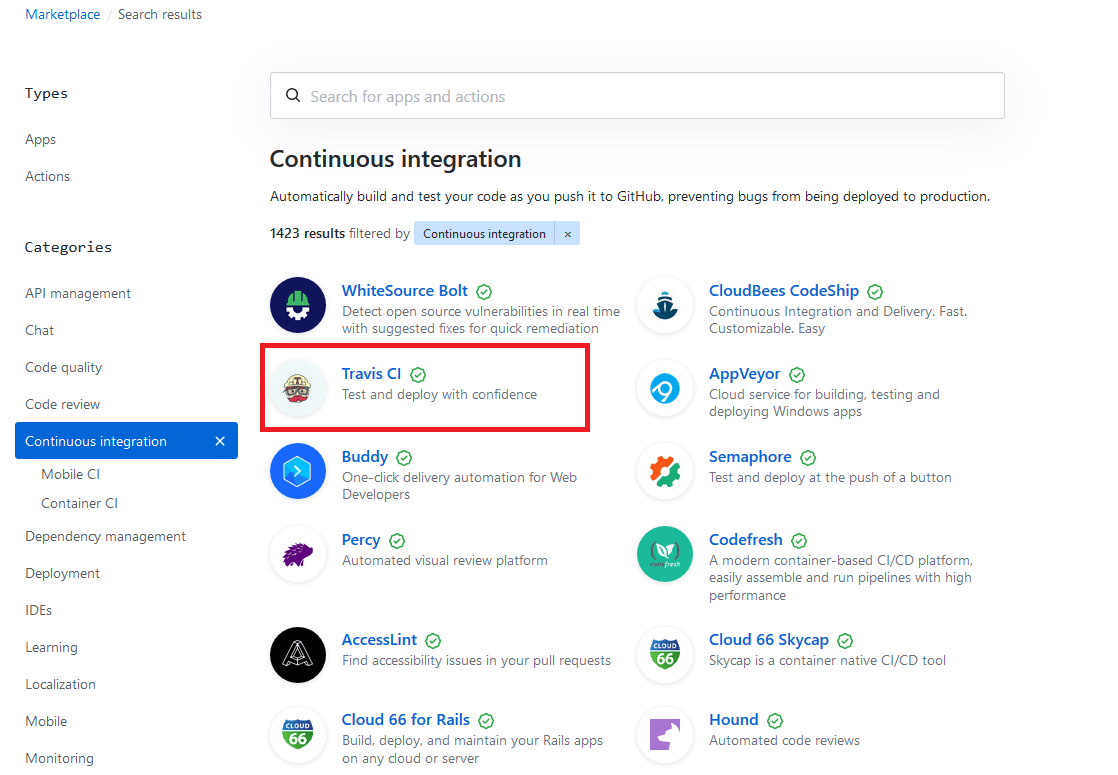 Marketplace / Search results
Types
Apps
Actions
Categories
API management
Chat
Code quality
Code review
Continuous integration ×
Mobile CI
Container CI
Dependency management
Deployment
IDEs
Learning
Localization
Mobile
Monitoring
Search for apps and actions
Continuous integration
Automatically build and test your code as you push it to GitHub, preventing bugs from being deployed to production.
1423 results filtered by Continuous integration ×
WhiteSource Bolt
Detect open source vulnerabilities in real time
with suggested fixes for quick remediation
CloudBees CodeShip
Continuous Integration and Delivery. Fast.
Customizable. Easy
Travis CI
Test and deploy with confidence
AppVeyor
Cloud service for building, testing and
deploying Windows apps
Buddy
One-click delivery automation for Web
Developers
Semaphore
Test and deploy at the push of a button
Percy
Automated visual review platform
codefresh
Codefresh
A modern container-based CI/CD platform,
easily assemble and run pipelines with high
performance
AccessLint
Find accessibility issues in your pull requests
CLOUD
66
Cloud 66 Skycap
Skycap is a container native CI/CD tool
CLOUD
66
Cloud 66 for Rails
Build, deploy, and maintain your Rails apps
on any cloud or server
Hound
Automated code reviews